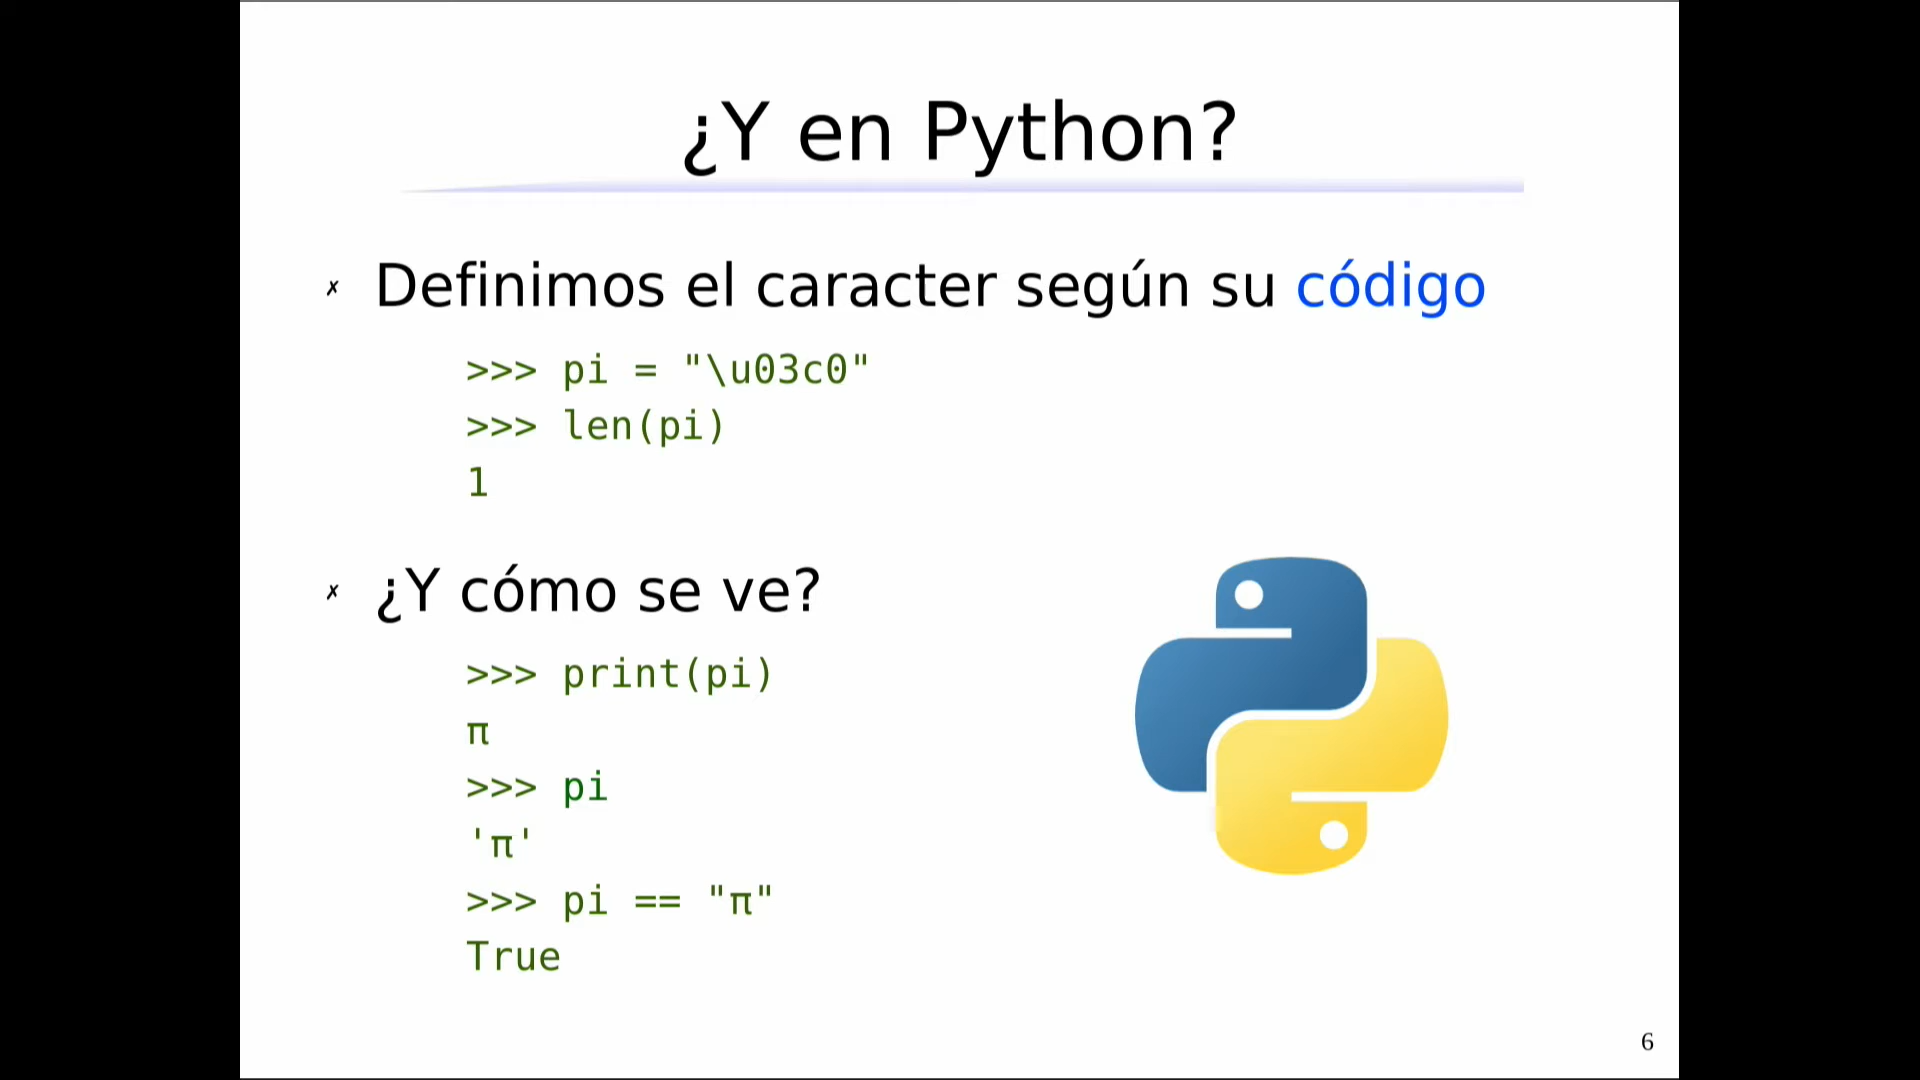 ¿Y en Python?
✗ Definimos el caracter según su código
>>> pi = "\u03c0"
>>> len(pi)
1
✗ ¿Y cómo se ve?
>>> print(pi)
π
>>> pi
'π'
>>> pi == "π"
True
6